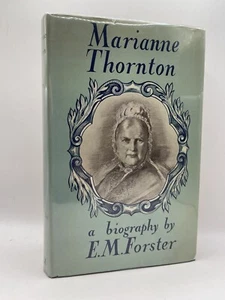 Marianne
Thornton
a biography by
E.M. Forster